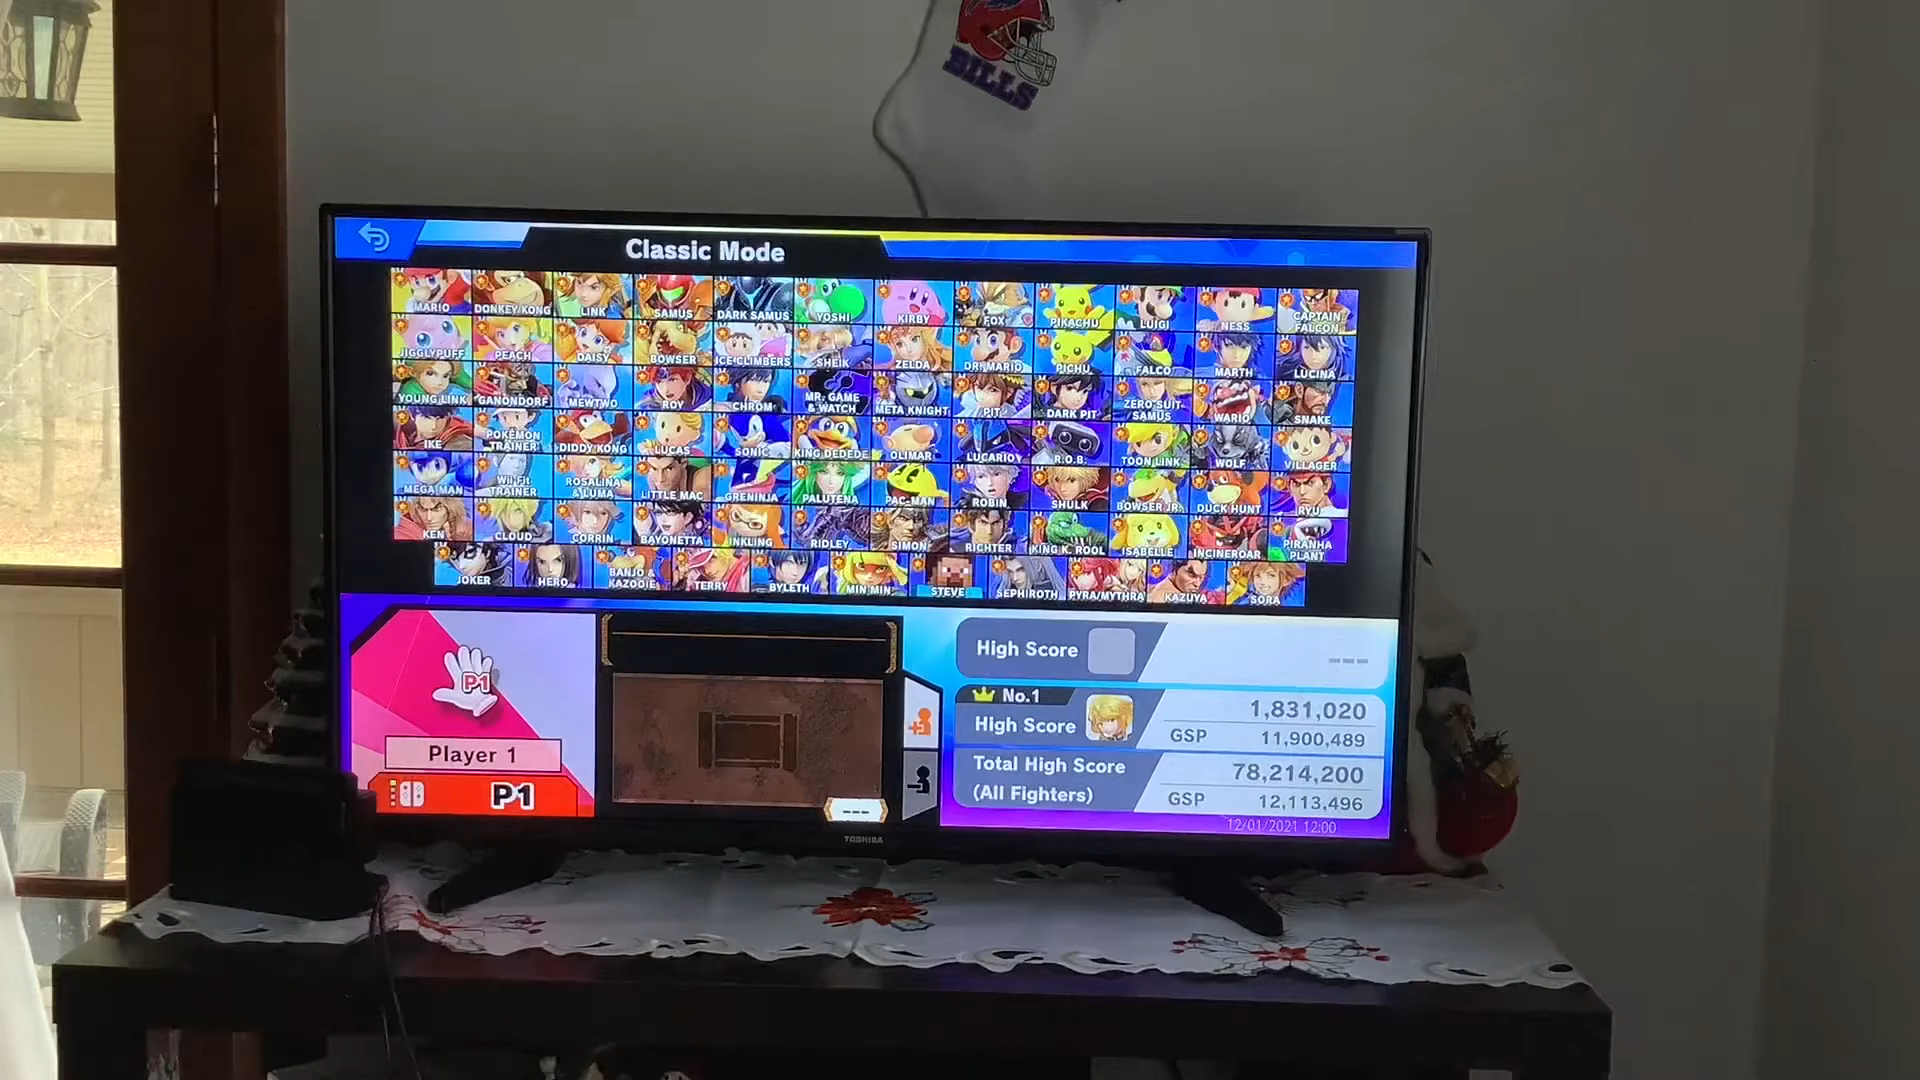 BILLS
Classic Mode
MARIO
DONKEY KONG
LINK
SAMUS
DARK SAMUS
YOSHI
KIRBY
FOX
PIKACHU
LUIGI
NESS
CAPTAIN
FALCON
JIGGLYPUFF
PEACH
DAISY
BOWSER
ICE CLIMBERS
SHEIK
ZELDA
DR. MARIO
PICHU
FALCO
MARTH
LUCINA
YOUNG LINK
GANONDORF
MEWTWO
ROY
CHROM
MR. GAME
& WATCH
META KNIGHT
PIT
DARK PIT
ZERO SUIT
SAMUS
WARIO
SNAKE
IKE
POKÉMON
TRAINER
DIDDY KONG
LUCAS
SONIC
KING DEDEDE
OLIMAR
LUCARIO
R.O.B.
TOON LINK
WOLF
VILLAGER
MEGA MAN
Wii Fit
TRAINER
ROSALINA
& LUMA
LITTLE MAC
GRENINJA
PALUTENA
PAC-MAN
ROBIN
SHULK
BOWSER JR.
DUCK HUNT
RYU
KEN
CLOUD
CORRIN
BAYONETTA
INKLING
RIDLEY
SIMON
RICHTER
KING K. ROOL
ISABELLE
INCINEROAR
PIRANHA
PLANT
JOKER
HERO
BANJO &
KAZOOIE
TERRY
BYLETH
MIN MIN
STEVE
SEPHIROTH
PYRA/MYTHRA
KAZUYA
SORA
P1
Player 1
P1
---
High Score
---
No.1
High Score
1,831,020
GSP 11,900,489
Total High Score
(All Fighters)
78,214,200
GSP 12,113,496
12/01/2021 12:00
TOSHIBA